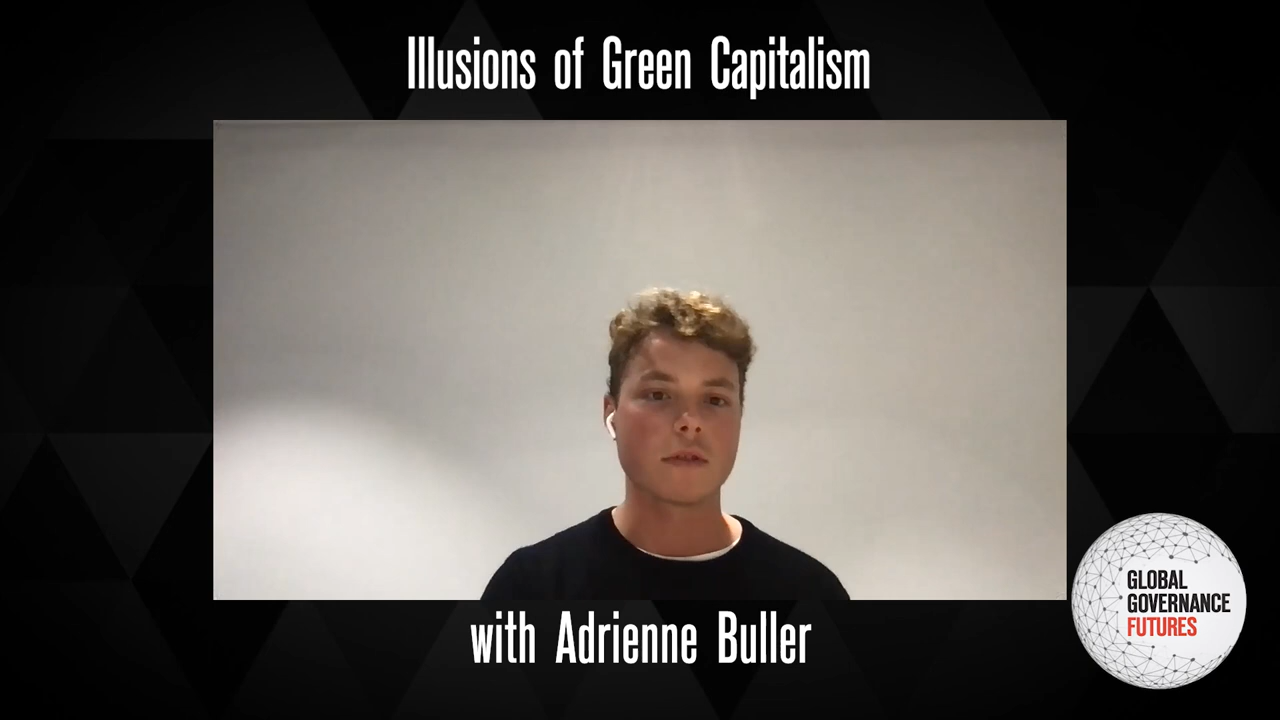 Illusions of Green Capitalism
with Adrienne Buller
GLOBAL
GOVERNANCE
FUTURES